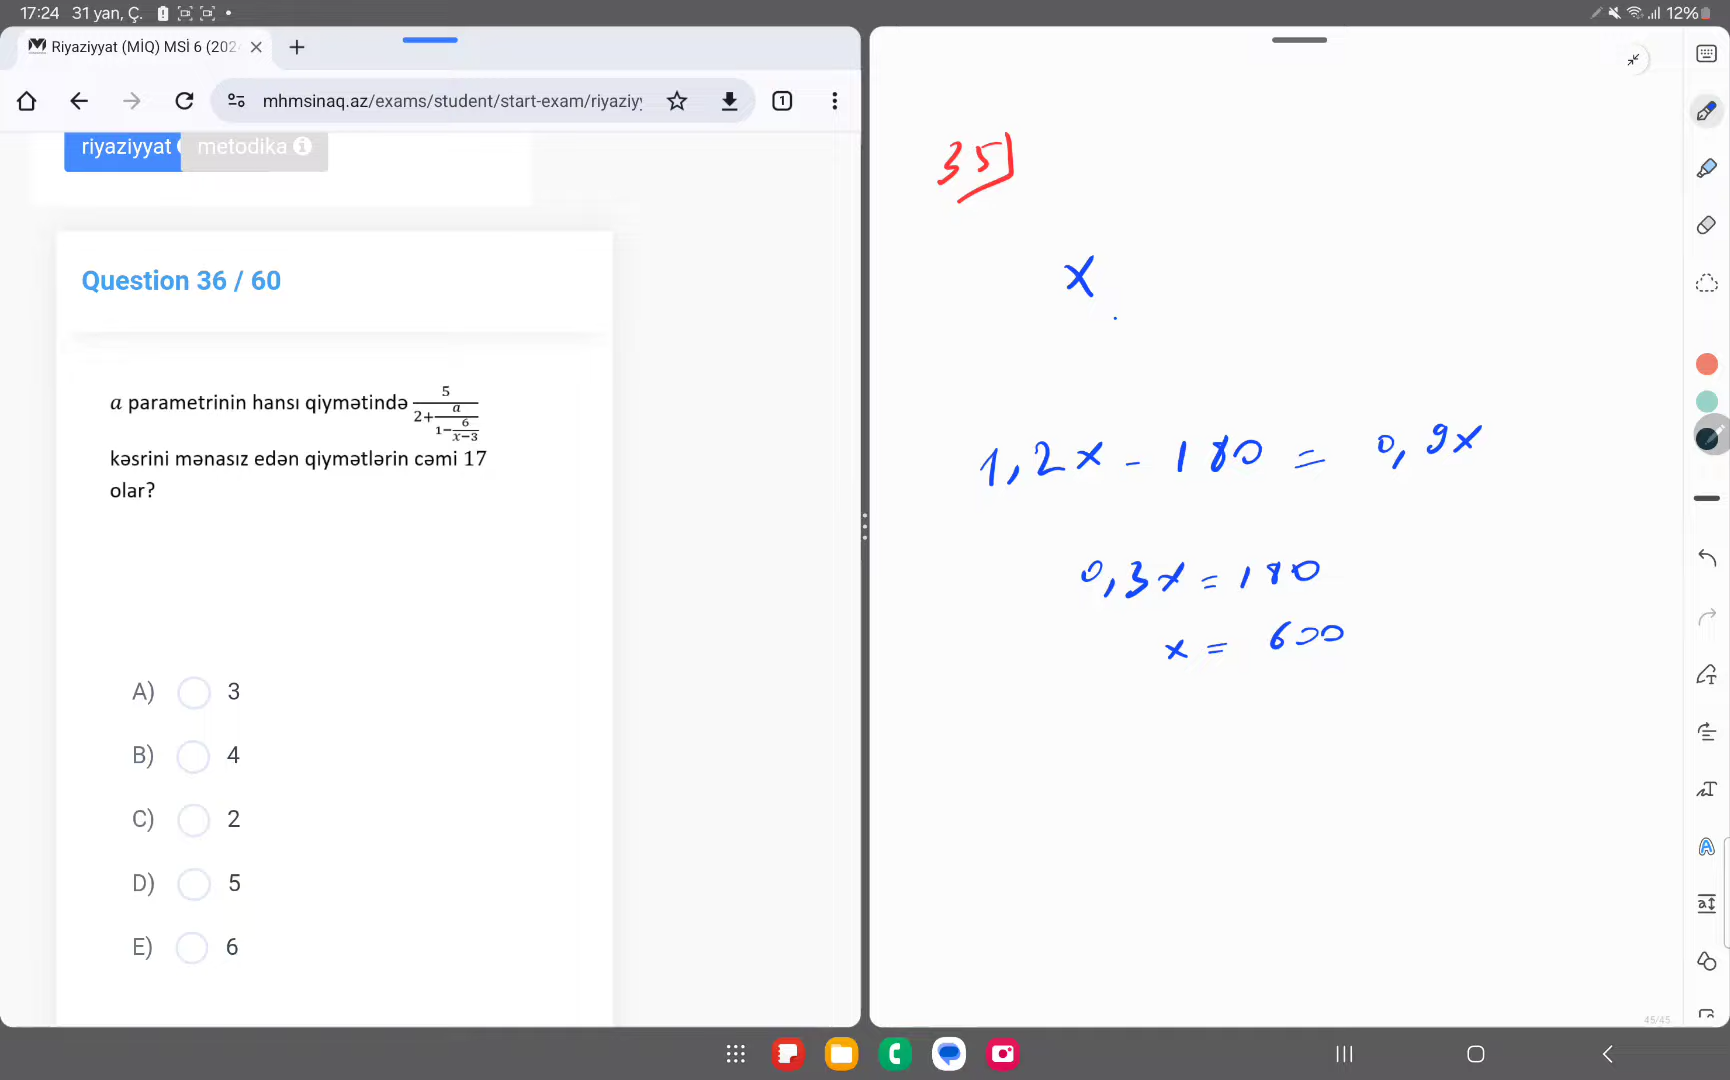 17:24 31 yan, Ç. 12%
Riyaziyyat (MİQ) MSİ 6 (202
mhmsinaq.az/exams/student/start-exam/riyaziy
1
riyaziyyat metodika
Question 36 / 60
a parametrinin hansı qiymətində 5/(2+a/(1−6/(x−3)))
kəsrini mənasız edən qiymətlərin cəmi 17
olar?
A) 3
B) 4
C) 2
D) 5
E) 6
35)
x
1,2x - 180 = 0,9x
0,3x = 180
x = 600
45/45